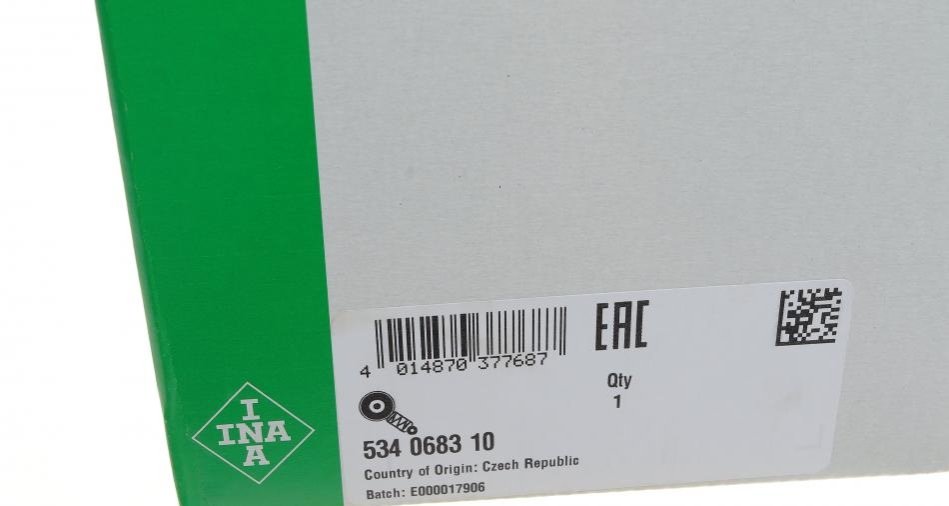 4 014870 377687
EAC
Qty
1
534 0683 10
Country of Origin: Czech Republic
Batch: E000017906
I
INA
A